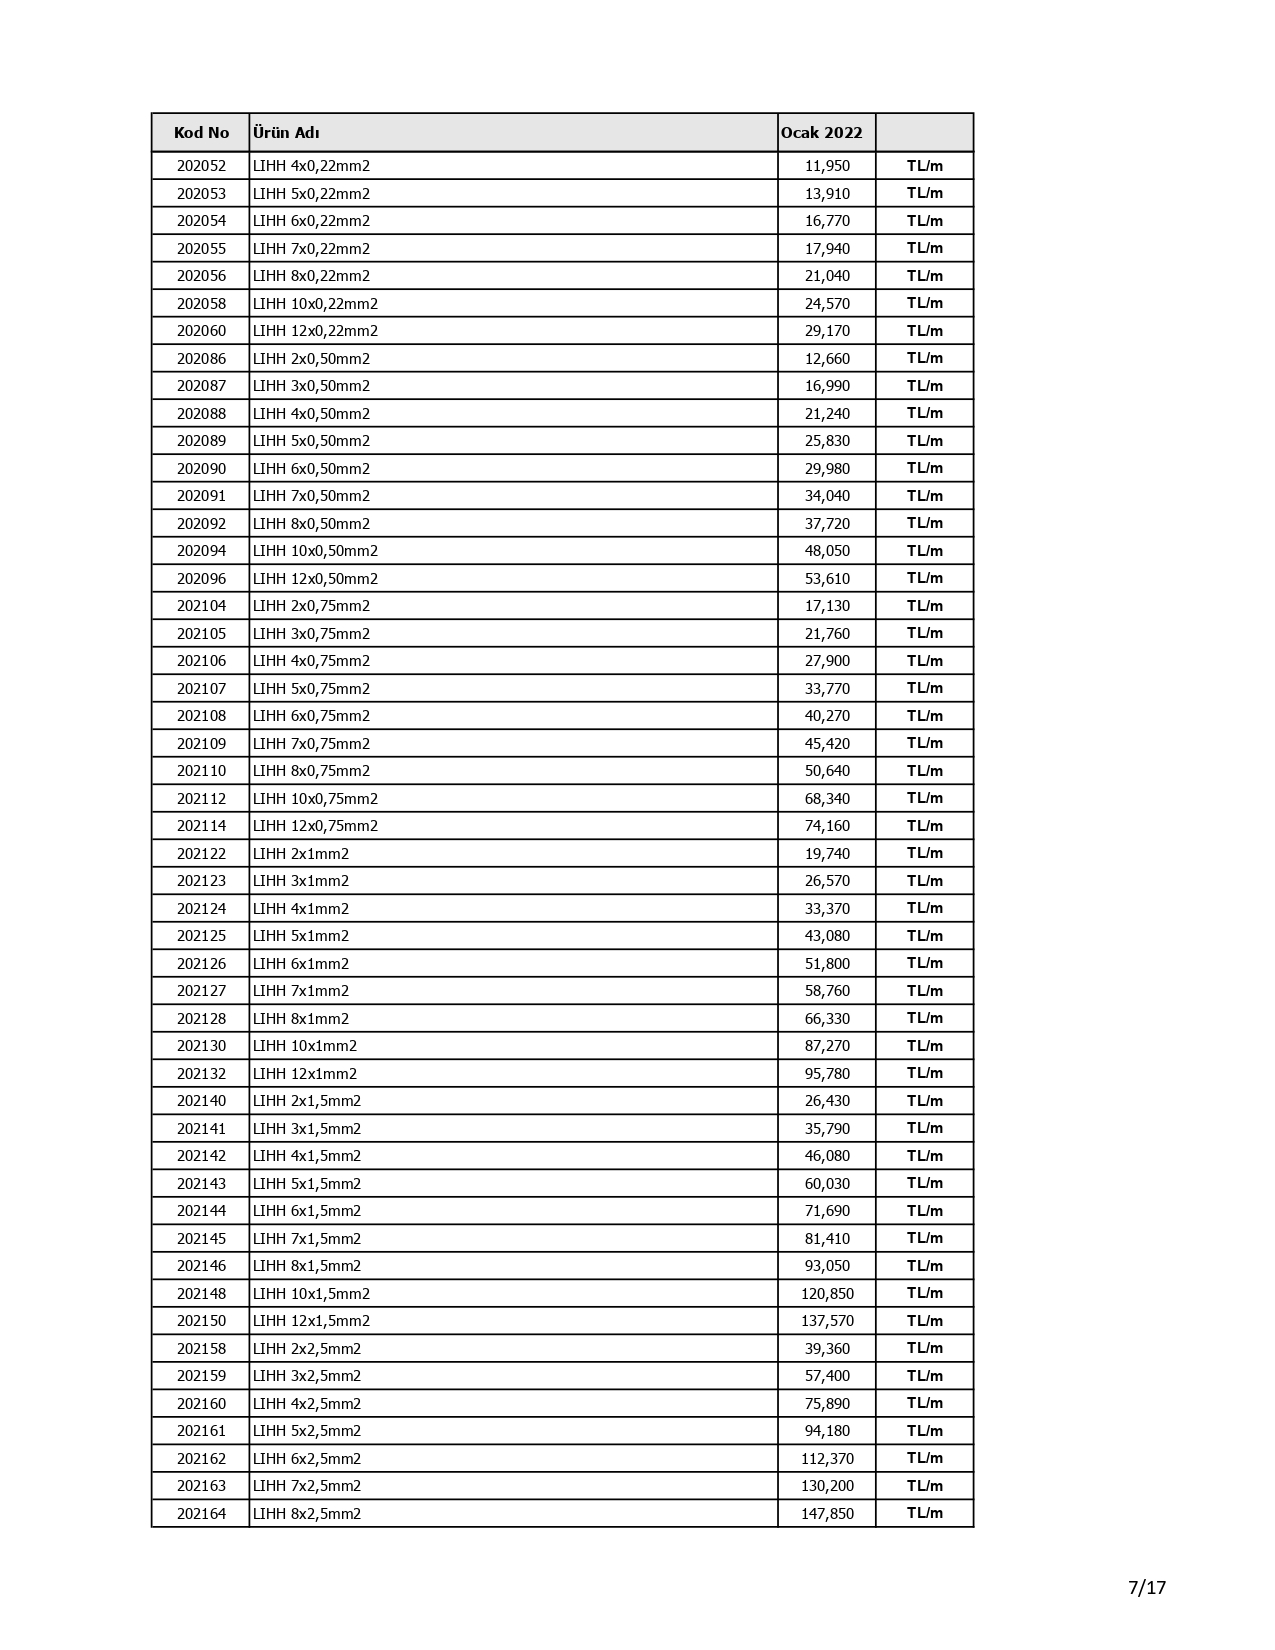 Kod No Ürün Adı Ocak 2022
202052 LIHH 4x0,22mm2 11,950 TL/m
202053 LIHH 5x0,22mm2 13,910 TL/m
202054 LIHH 6x0,22mm2 16,770 TL/m
202055 LIHH 7x0,22mm2 17,940 TL/m
202056 LIHH 8x0,22mm2 21,040 TL/m
202058 LIHH 10x0,22mm2 24,570 TL/m
202060 LIHH 12x0,22mm2 29,170 TL/m
202086 LIHH 2x0,50mm2 12,660 TL/m
202087 LIHH 3x0,50mm2 16,990 TL/m
202088 LIHH 4x0,50mm2 21,240 TL/m
202089 LIHH 5x0,50mm2 25,830 TL/m
202090 LIHH 6x0,50mm2 29,980 TL/m
202091 LIHH 7x0,50mm2 34,040 TL/m
202092 LIHH 8x0,50mm2 37,720 TL/m
202094 LIHH 10x0,50mm2 48,050 TL/m
202096 LIHH 12x0,50mm2 53,610 TL/m
202104 LIHH 2x0,75mm2 17,130 TL/m
202105 LIHH 3x0,75mm2 21,760 TL/m
202106 LIHH 4x0,75mm2 27,900 TL/m
202107 LIHH 5x0,75mm2 33,770 TL/m
202108 LIHH 6x0,75mm2 40,270 TL/m
202109 LIHH 7x0,75mm2 45,420 TL/m
202110 LIHH 8x0,75mm2 50,640 TL/m
202112 LIHH 10x0,75mm2 68,340 TL/m
202114 LIHH 12x0,75mm2 74,160 TL/m
202122 LIHH 2x1mm2 19,740 TL/m
202123 LIHH 3x1mm2 26,570 TL/m
202124 LIHH 4x1mm2 33,370 TL/m
202125 LIHH 5x1mm2 43,080 TL/m
202126 LIHH 6x1mm2 51,800 TL/m
202127 LIHH 7x1mm2 58,760 TL/m
202128 LIHH 8x1mm2 66,330 TL/m
202130 LIHH 10x1mm2 87,270 TL/m
202132 LIHH 12x1mm2 95,780 TL/m
202140 LIHH 2x1,5mm2 26,430 TL/m
202141 LIHH 3x1,5mm2 35,790 TL/m
202142 LIHH 4x1,5mm2 46,080 TL/m
202143 LIHH 5x1,5mm2 60,030 TL/m
202144 LIHH 6x1,5mm2 71,690 TL/m
202145 LIHH 7x1,5mm2 81,410 TL/m
202146 LIHH 8x1,5mm2 93,050 TL/m
202148 LIHH 10x1,5mm2 120,850 TL/m
202150 LIHH 12x1,5mm2 137,570 TL/m
202158 LIHH 2x2,5mm2 39,360 TL/m
202159 LIHH 3x2,5mm2 57,400 TL/m
202160 LIHH 4x2,5mm2 75,890 TL/m
202161 LIHH 5x2,5mm2 94,180 TL/m
202162 LIHH 6x2,5mm2 112,370 TL/m
202163 LIHH 7x2,5mm2 130,200 TL/m
202164 LIHH 8x2,5mm2 147,850 TL/m
7/17